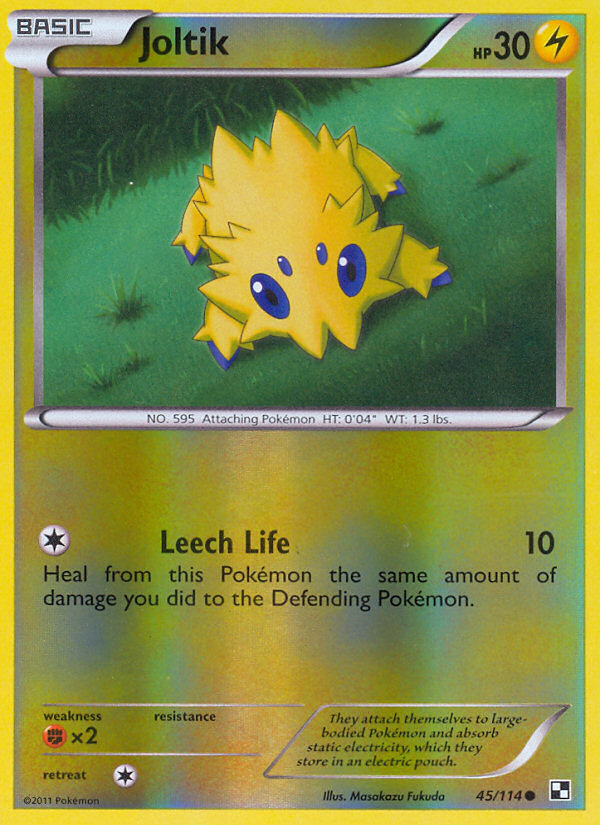 BASIC
Joltik
HP30
NO. 595 Attaching Pokémon HT: 0'04" WT: 1.3 lbs.
Leech Life 10
Heal from this Pokémon the same amount of
damage you did to the Defending Pokémon.
weakness
×2
resistance
retreat
They attach themselves to large-
bodied Pokémon and absorb
static electricity, which they
store in an electric pouch.
©2011 Pokémon
Illus. Masakazu Fukuda
45/114